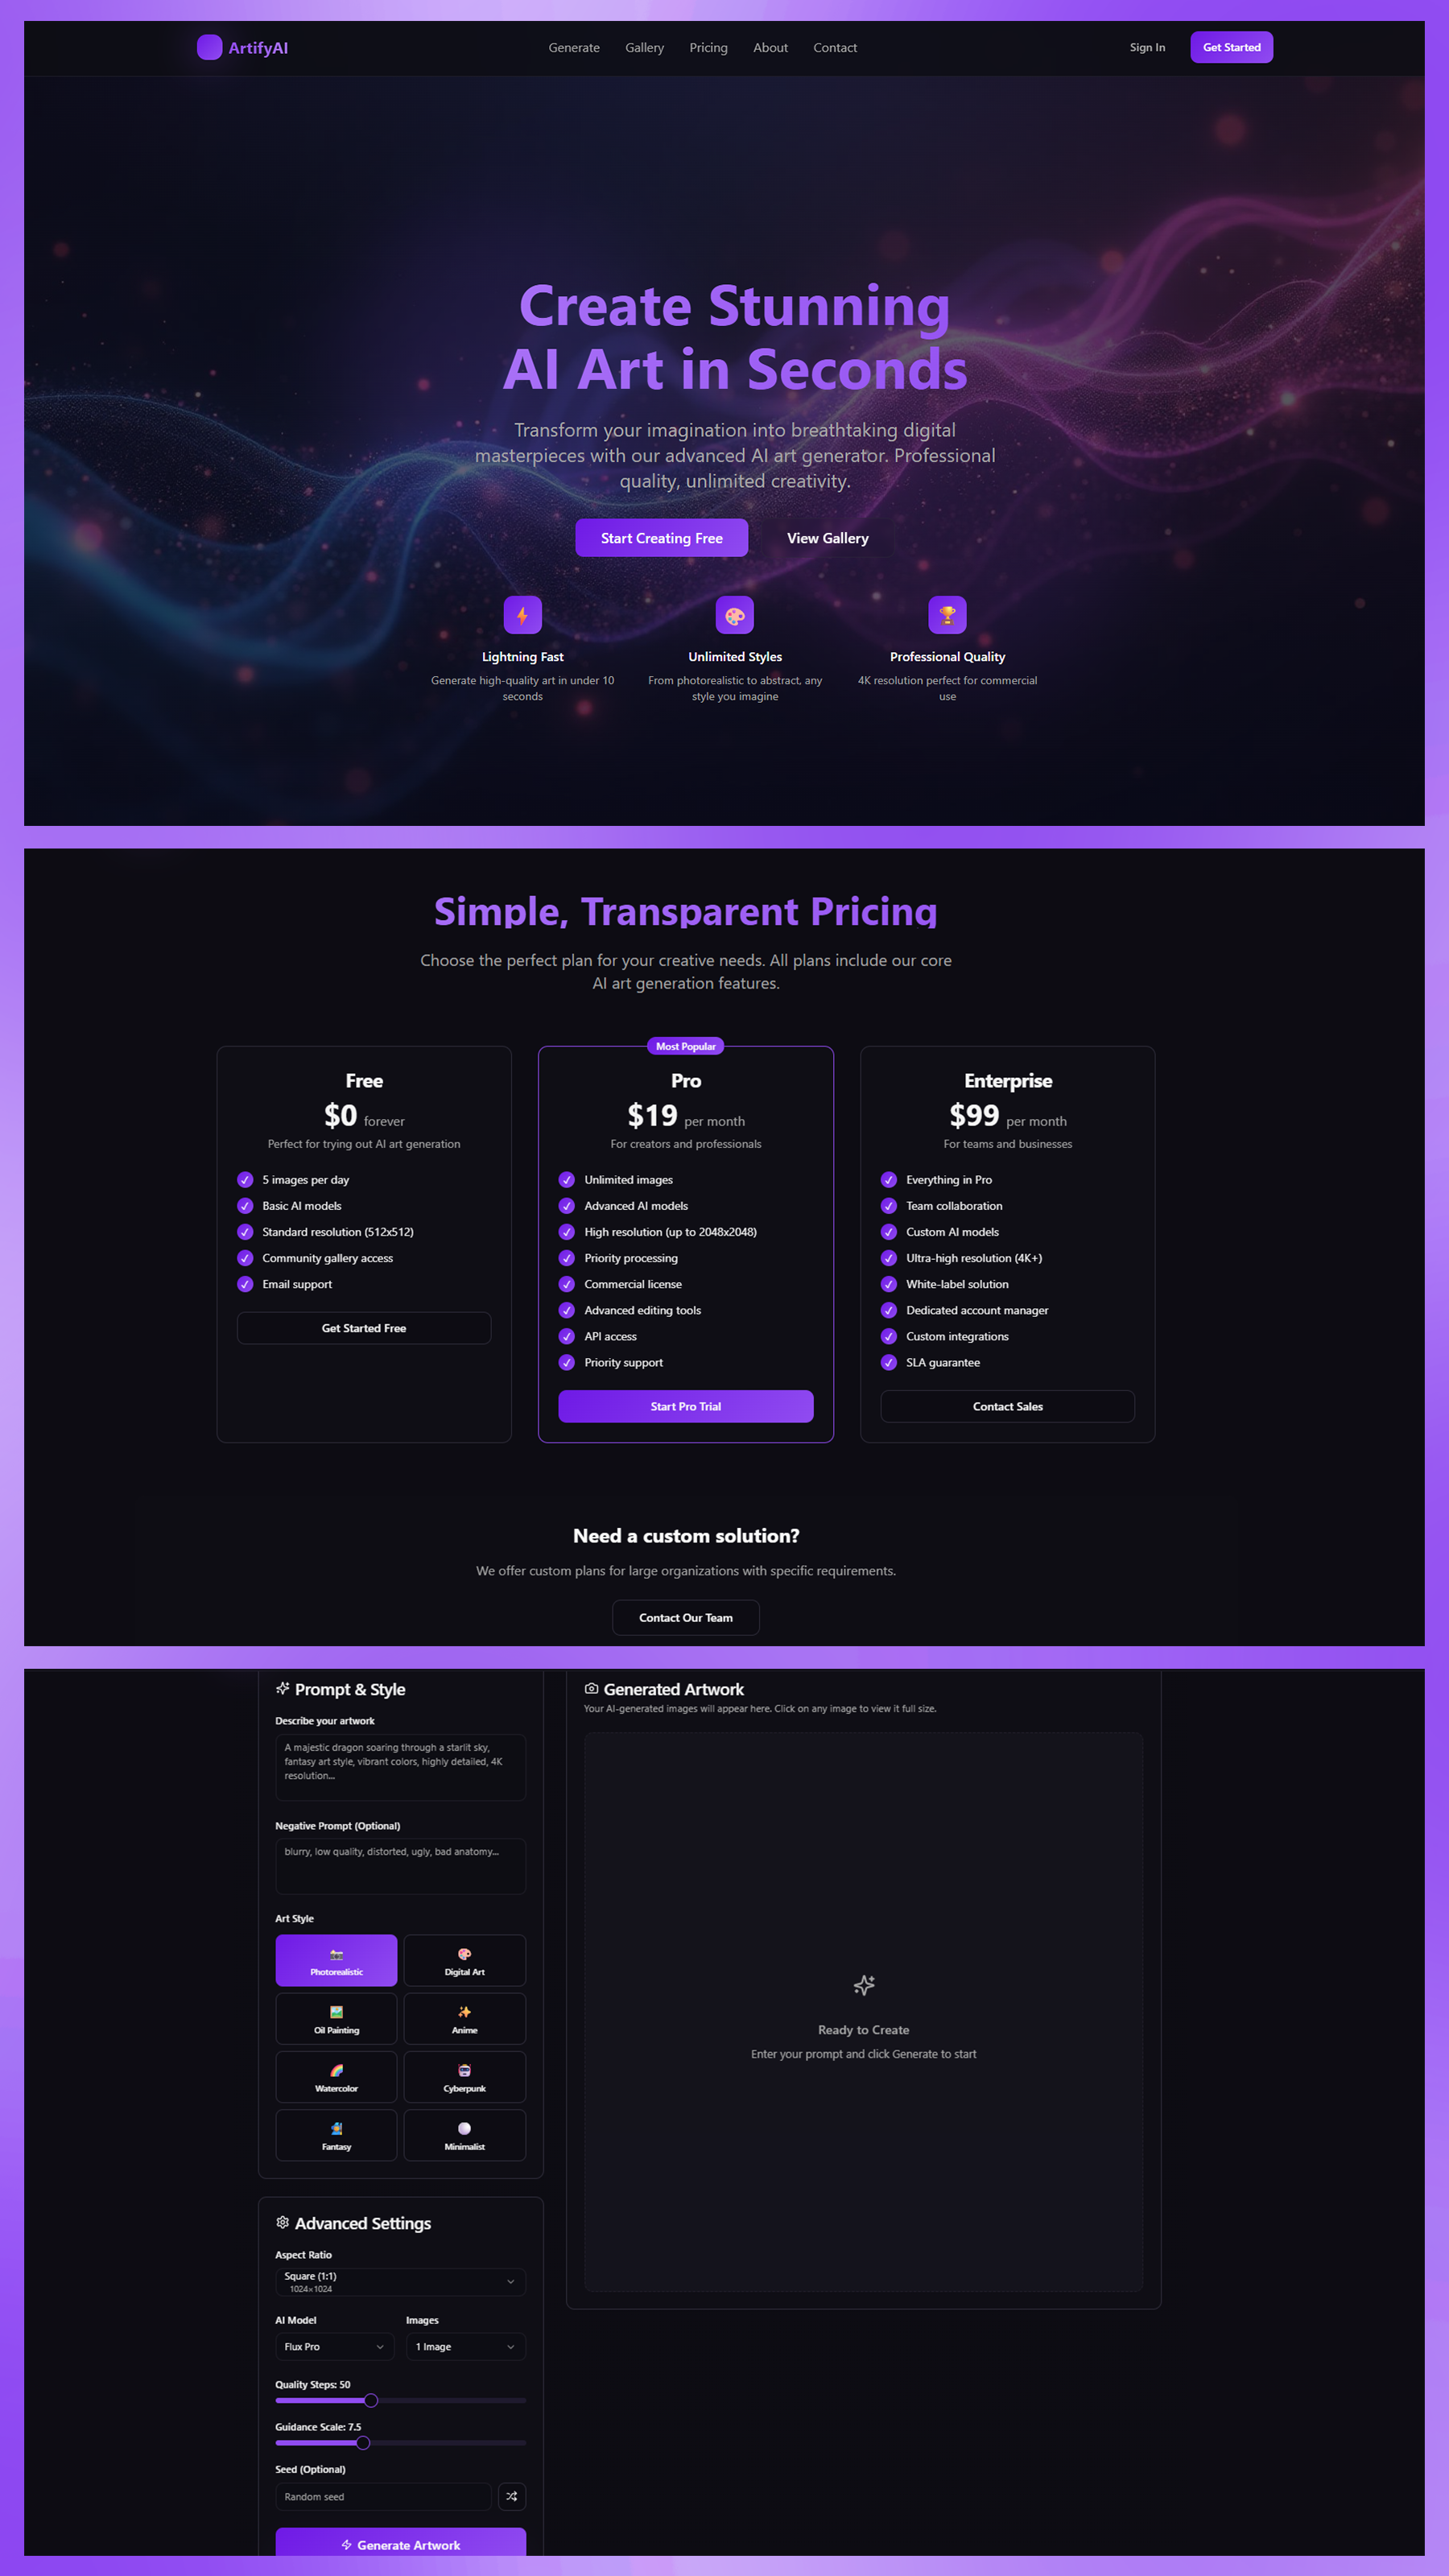 ArtifyAI
Generate
Gallery
Pricing
About
Contact
Sign In
Get Started
Create Stunning
AI Art in Seconds
Transform your imagination into breathtaking digital
masterpieces with our advanced AI art generator. Professional
quality, unlimited creativity.
Start Creating Free
View Gallery
Lightning Fast
Generate high-quality art in under 10
seconds
Unlimited Styles
From photorealistic to abstract, any
style you imagine
Professional Quality
4K resolution perfect for commercial
use
Simple, Transparent Pricing
Choose the perfect plan for your creative needs. All plans include our core
AI art generation features.
Free
$0 forever
Perfect for trying out AI art generation
5 images per day
Basic AI models
Standard resolution (512x512)
Community gallery access
Email support
Get Started Free
Most Popular
Pro
$19 per month
For creators and professionals
Unlimited images
Advanced AI models
High resolution (up to 2048x2048)
Priority processing
Commercial license
Advanced editing tools
API access
Priority support
Start Pro Trial
Enterprise
$99 per month
For teams and businesses
Everything in Pro
Team collaboration
Custom AI models
Ultra-high resolution (4K+)
White-label solution
Dedicated account manager
Custom integrations
SLA guarantee
Contact Sales
Need a custom solution?
We offer custom plans for large organizations with specific requirements.
Contact Our Team
Prompt & Style
Describe your artwork
A majestic dragon soaring through a starlit sky,
fantasy art style, vibrant colors, highly detailed, 4K
resolution...
Negative Prompt (Optional)
blurry, low quality, distorted, ugly, bad anatomy...
Art Style
Photorealistic
Digital Art
Oil Painting
Anime
Watercolor
Cyberpunk
Fantasy
Minimalist
Advanced Settings
Aspect Ratio
Square (1:1)
1024×1024
AI Model
Images
Flux Pro
1 Image
Quality Steps: 50
Guidance Scale: 7.5
Seed (Optional)
Random seed
Generate Artwork
Generated Artwork
Your AI-generated images will appear here. Click on any image to view it full size.
Ready to Create
Enter your prompt and click Generate to start